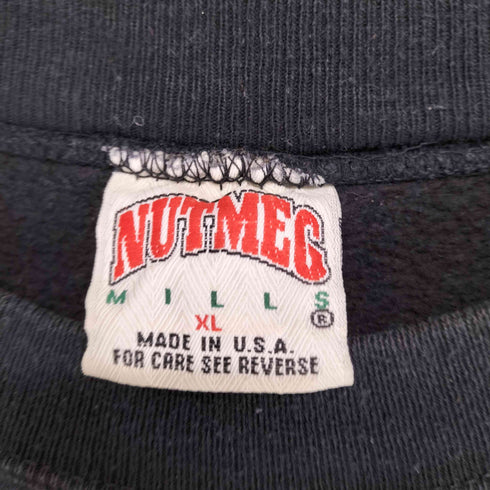 NUTMEG
MILLS
XL ®
MADE IN U.S.A.
FOR CARE SEE REVERSE